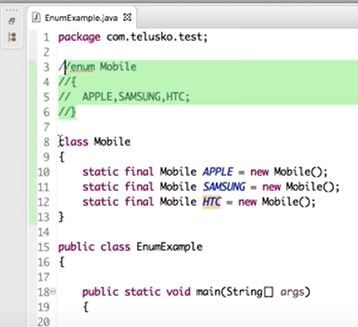 EnumExample.java
1 package com.telusko.test;
2
3 //enum Mobile
4 //{
5 //  APPLE,SAMSUNG,HTC;
6 //}
7
8 class Mobile
9 {
10     static final Mobile APPLE = new Mobile();
11     static final Mobile SAMSUNG = new Mobile();
12     static final Mobile HTC = new Mobile();
13 }
14
15 public class EnumExample
16 {
17
18     public static void main(String[] args)
19     {
20